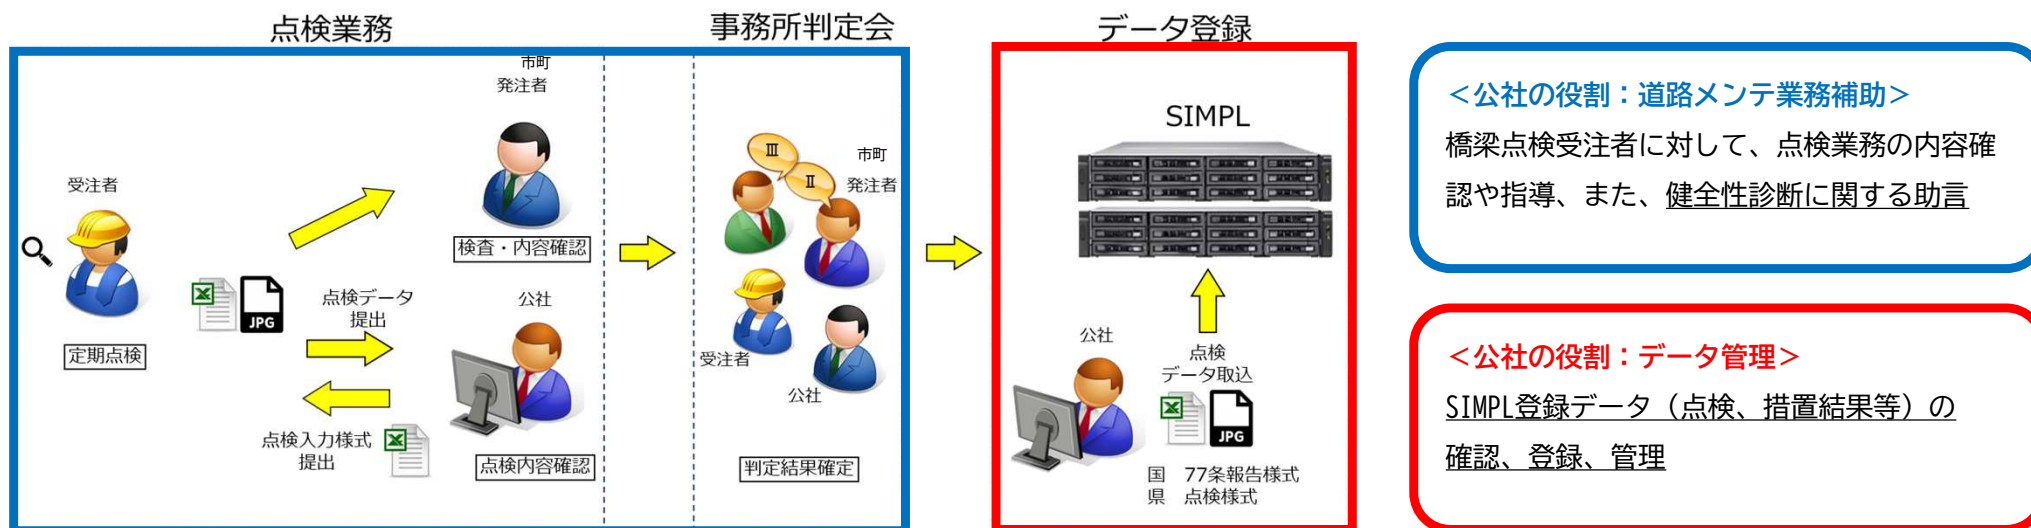 点検業務
事務所判定会
データ登録
市町
発注者
受注者
検査・内容確認
定期点検
JPG
点検データ
提出
公社
点検入力様式
提出
点検内容確認
Ⅲ
Ⅱ
市町
発注者
受注者
公社
判定結果確定
SIMPL
公社
点検
データ取込
JPG
国 77条報告様式
県 点検様式
<公社の役割：道路メンテ業務補助>
橋梁点検受注者に対して、点検業務の内容確
認や指導、また、健全性診断に関する助言
<公社の役割：データ管理>
SIMPL登録データ（点検、措置結果等）の
確認、登録、管理